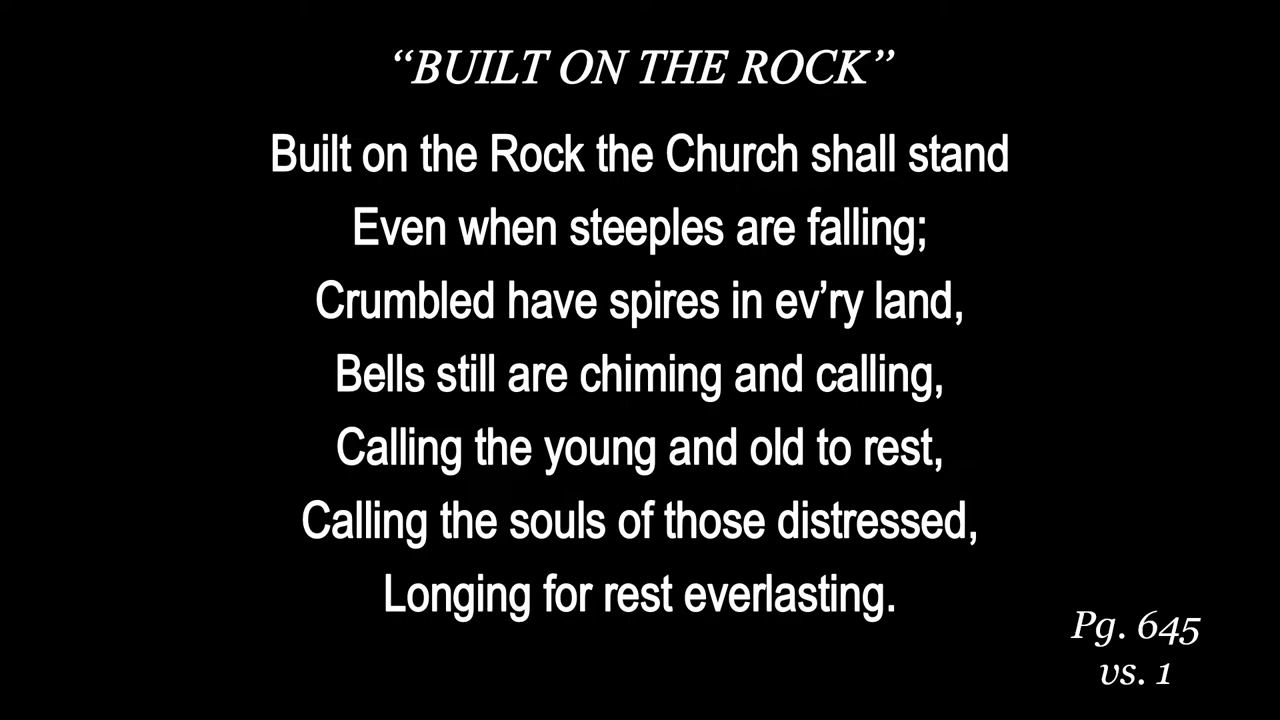 “BUILT ON THE ROCK”
Built on the Rock the Church shall stand
Even when steeples are falling;
Crumbled have spires in ev’ry land,
Bells still are chiming and calling,
Calling the young and old to rest,
Calling the souls of those distressed,
Longing for rest everlasting.
Pg. 645
vs. 1